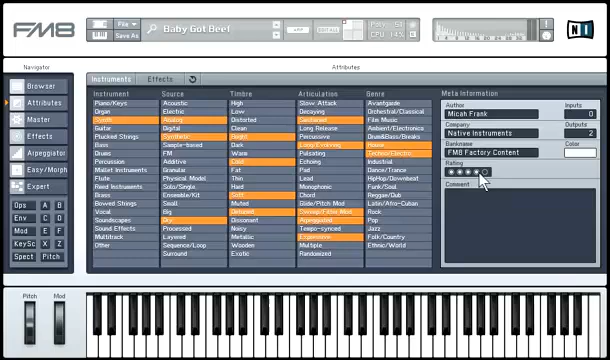 FM8
File
Save As
Baby Got Beef
ARP
EDITOR
Poly: 51
CPU 14%
Navigator
Attributes
Browser
Attributes
Master
Effects
Arpeggiator
Easy/Morph
Expert
Ops A B
Env C D
Mod E F
KeySc X Z
Spect Pitch
Instruments Effects
Instrument
Piano/Keys
Organ
Synth
Guitar
Plucked Strings
Bass
Drums
Percussion
Mallet Instruments
Flute
Reed Instruments
Brass
Bowed Strings
Vocal
Soundscapes
Sound Effects
Multitrack
Other
Source
Acoustic
Electric
Analog
Digital
Synthetic
Sample-based
FM
Additive
Granular
Physical Model
Solo/Single
Ensemble/Kit
Small
Big
Dry
Processed
Layered
Sequence/Loop
Surround
Timbre
High
Low
Distorted
Clean
Bright
Dark
Warm
Cold
Fat
Thin
Hard
Soft
Muted
Detuned
Dissonant
Noisy
Metallic
Wooden
Exotic
Articulation
Slow Attack
Decaying
Sustained
Long Release
Percussive
Long/Evolving
Pulsating
Echoing
Pad
Lead
Monophonic
Chord
Glide/Pitch Mod
Sweep/Filter Mod
Arpeggiated
Tempo-synced
Expressive
Multiple
Randomized
Genre
Avantgarde
Orchestral/Classical
Film Music
Ambient/Electronica
Drum&Bass/Breaks
House
Techno/Electro
Industrial
Dance/Trance
HipHop/Downbeat
Funk/Soul
Reggae/Dub
Latin/Afro-Cuban
Rock
Pop
Jazz
Folk/Country
Ethnic/World
Meta Information
Author
Micah Frank
Inputs
0
Company
Native Instruments
Outputs
2
Bankname
FM8 Factory Content
Color
Rating
Comment
Pitch Mod